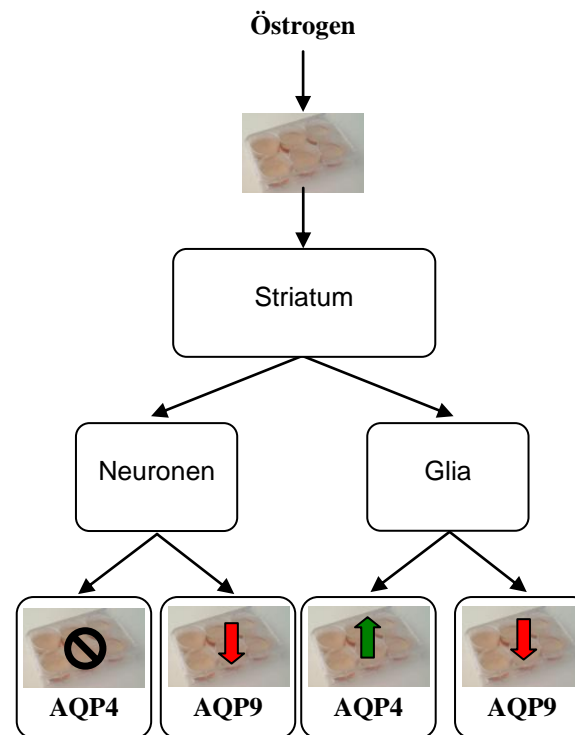 Östrogen
Striatum
Neuronen
Glia
AQP4
AQP9
AQP4
AQP9